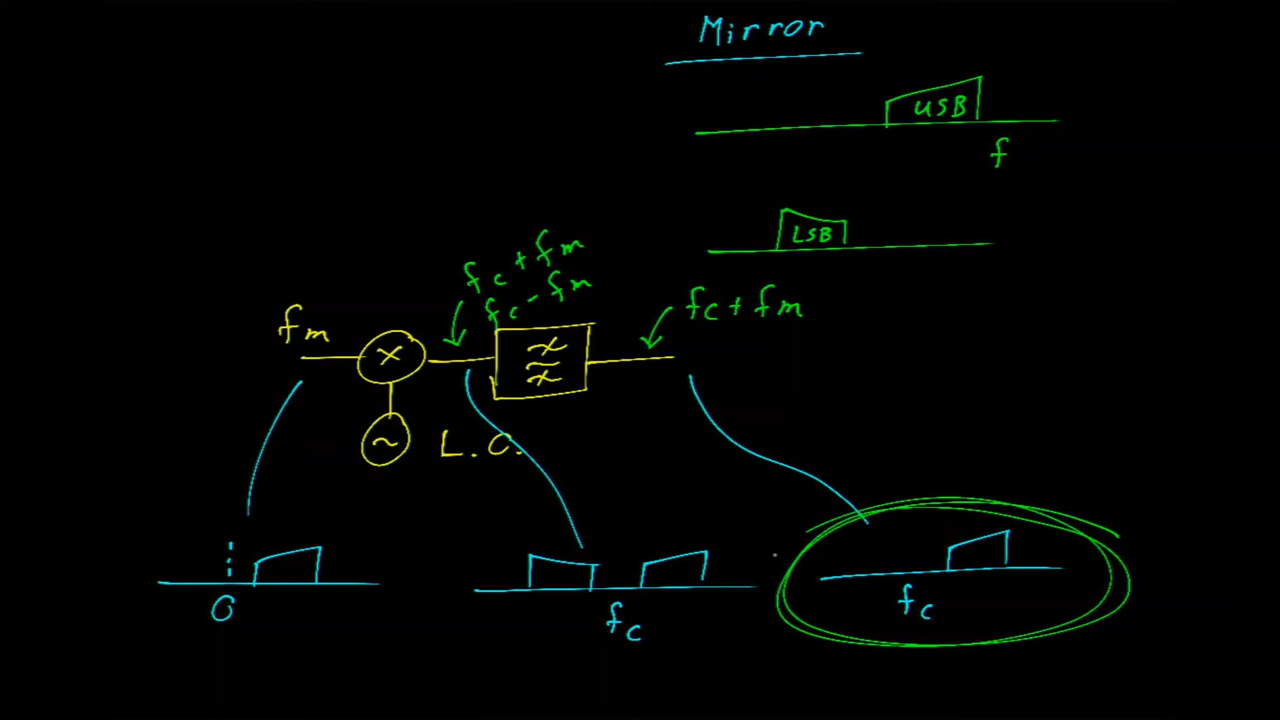 Mirror
USB
f
LSB
fc + fm
fc - fm
fc + fm
fm
X
~
L.O.
0
fc
fc